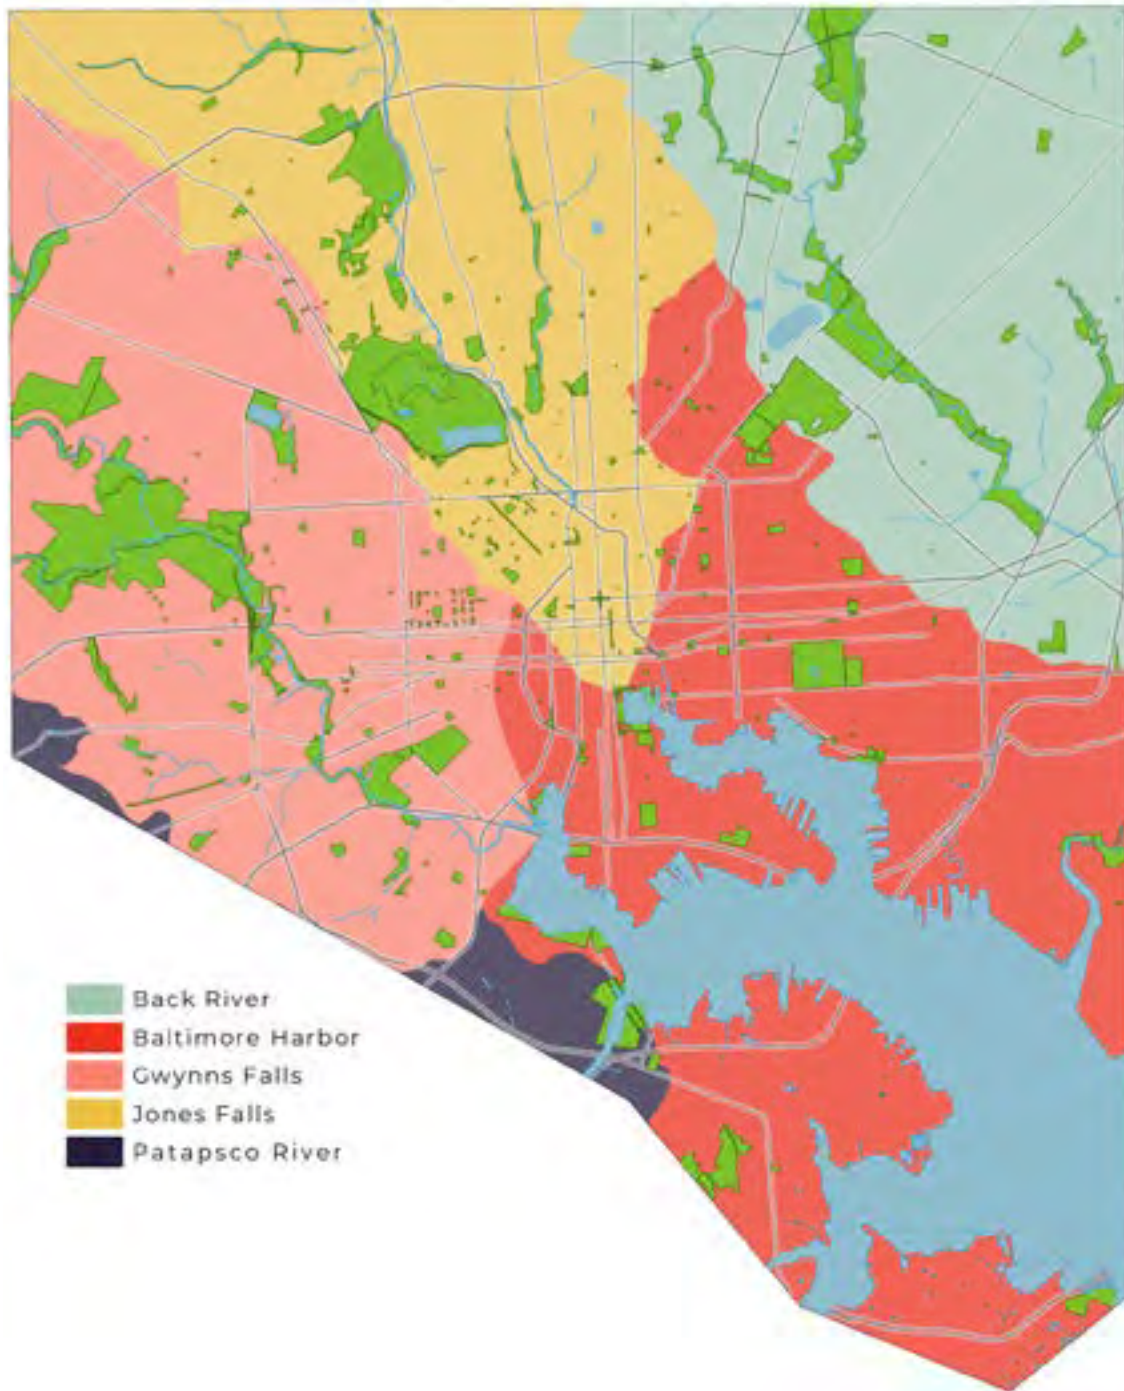 Back River
Baltimore Harbor
Gwynns Falls
Jones Falls
Patapsco River